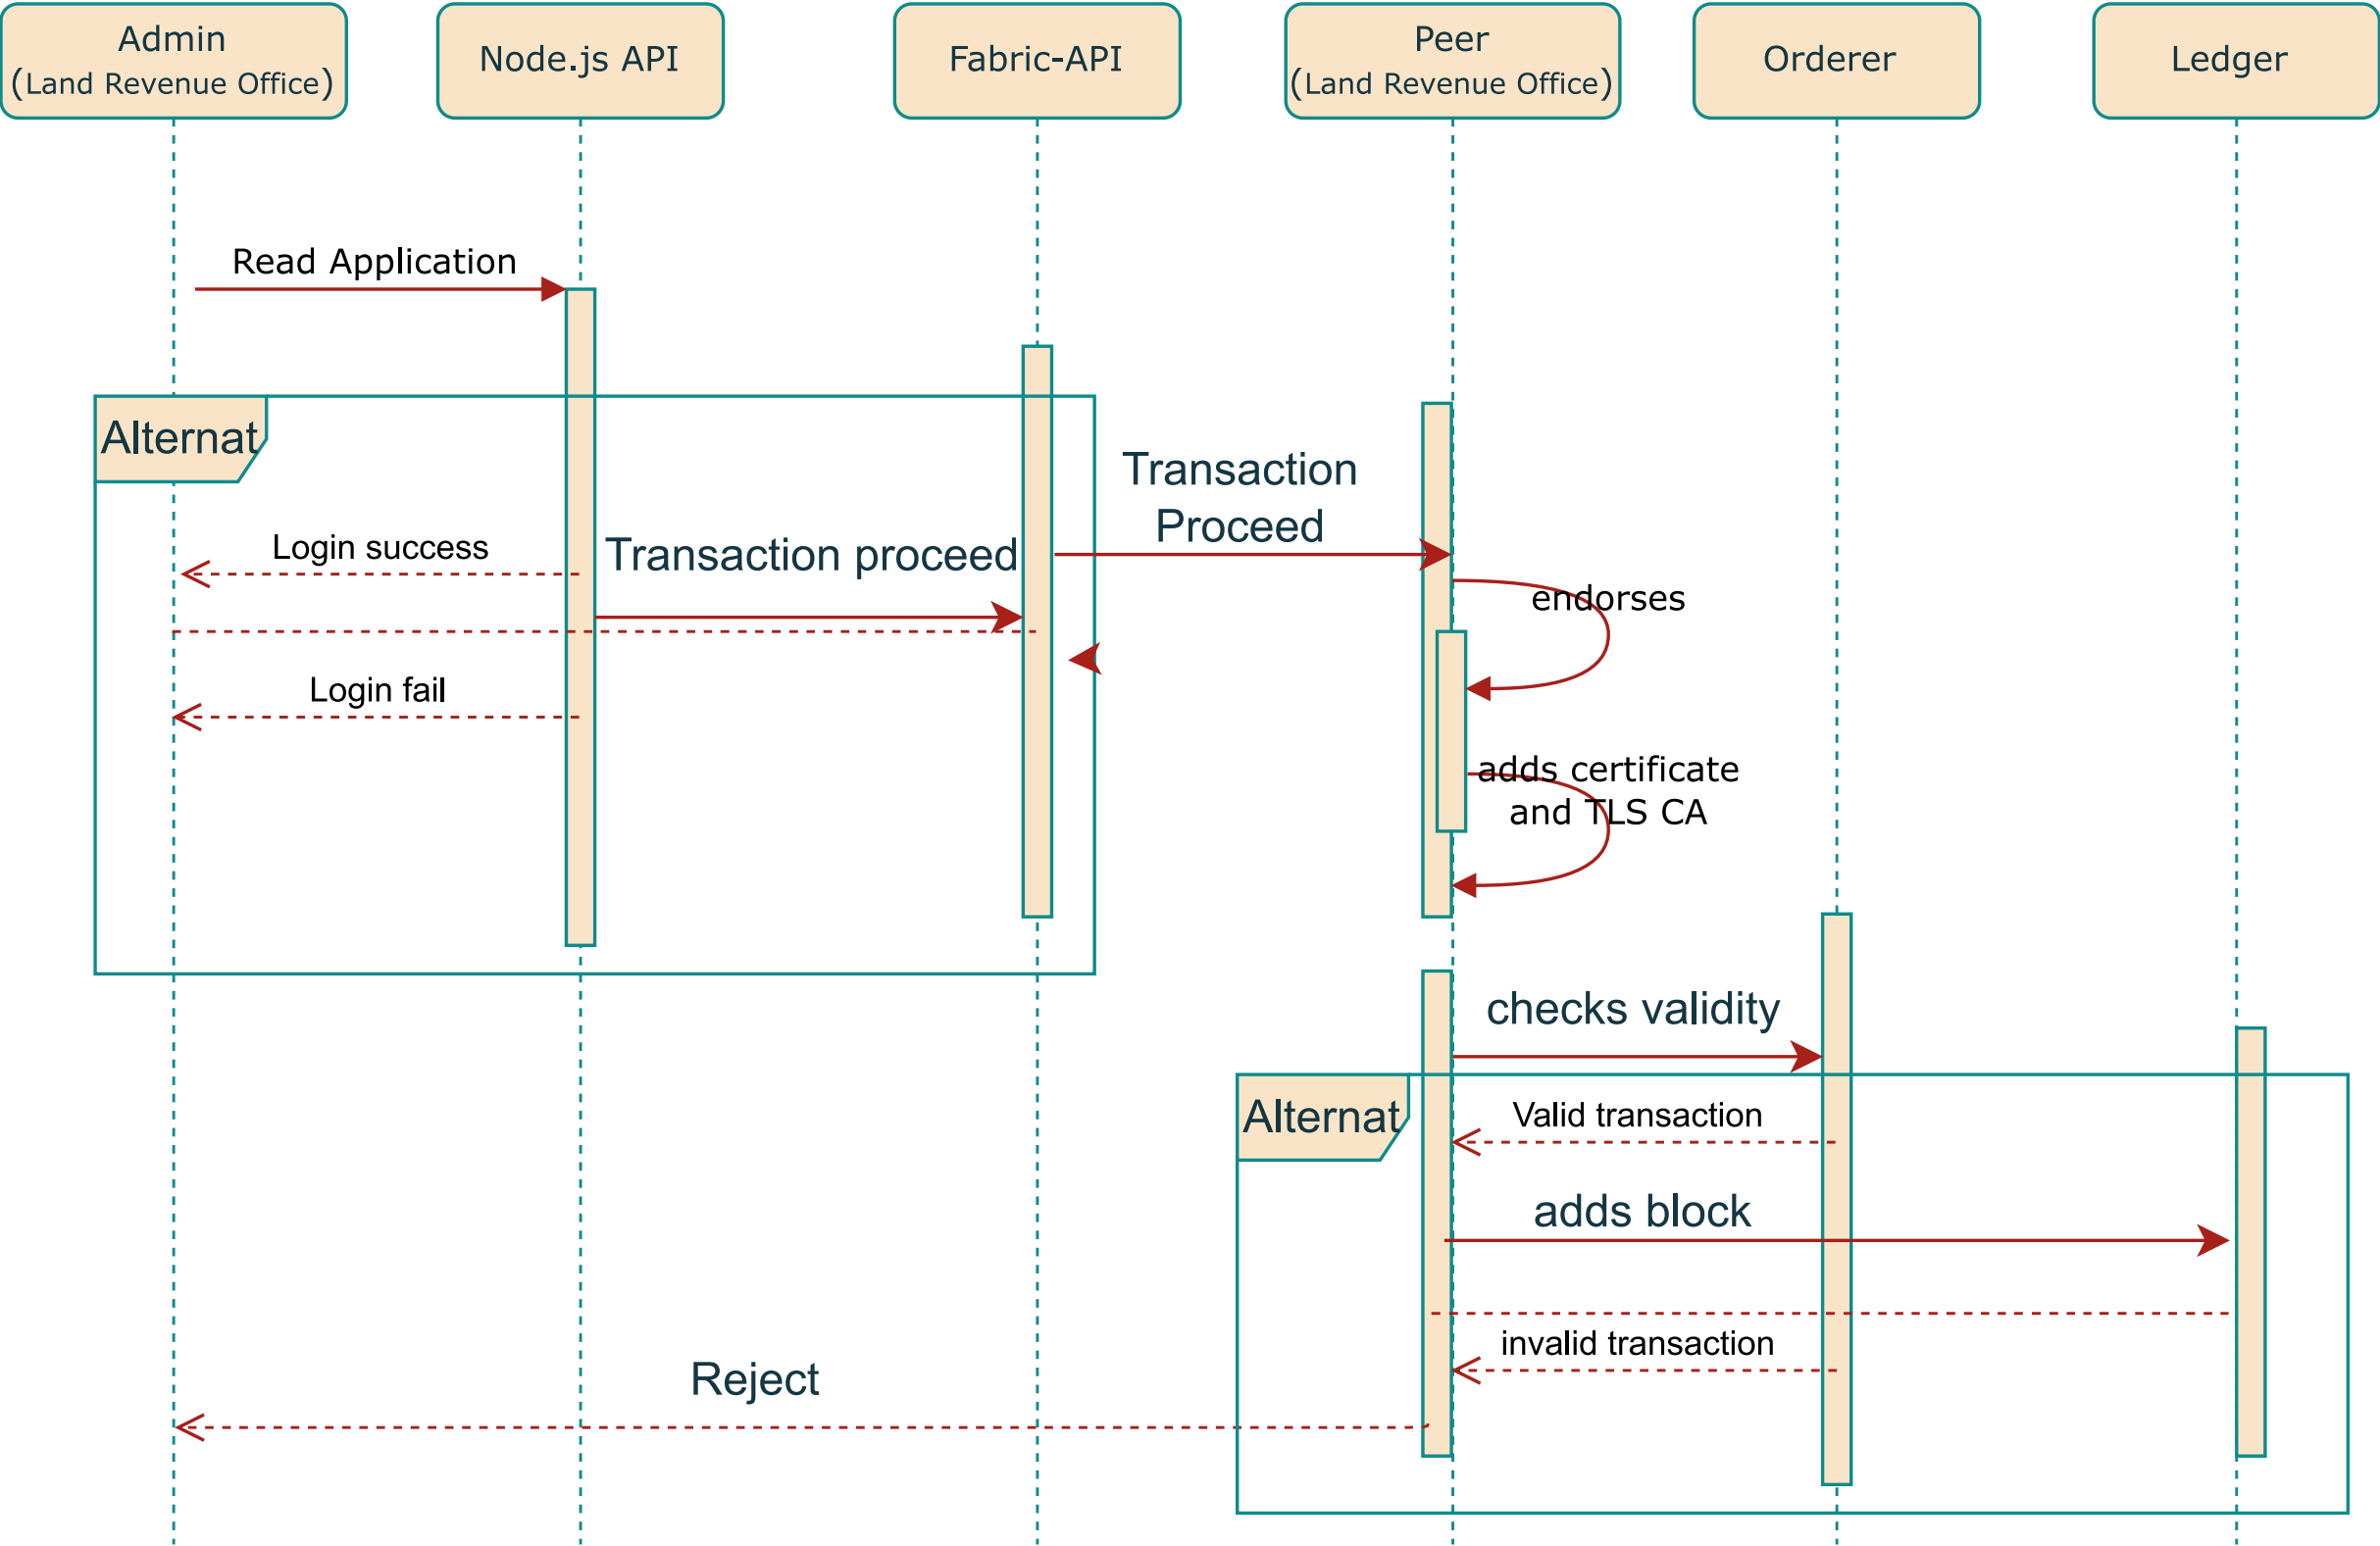 Admin
(Land Revenue Office)
Node.js API
Fabric-API
Peer
(Land Revenue Office)
Orderer
Ledger
Read Application
Alternat
Transaction
Proceed
Login success
Transaction proceed
endorses
Login fail
adds certificate
and TLS CA
checks validity
Alternat
Valid transaction
adds block
invalid transaction
Reject